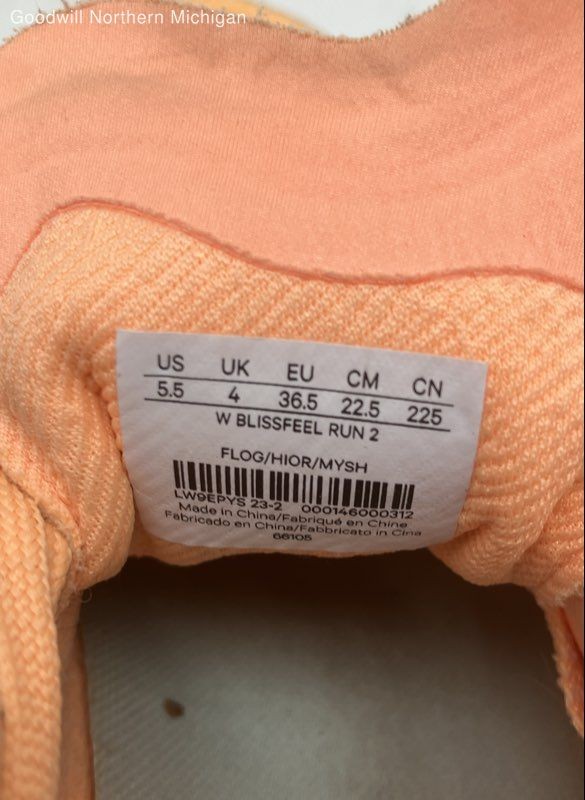 Goodwill Northern Michigan
US UK EU CM CN
5.5 4 36.5 22.5 225
W BLISSFEEL RUN 2
FLOG/HIOR/MYSH
LW9EPYS 23-2 000146000312
Made in China/Fabriqué en Chine
Fabricado en China/Fabbricato in Cina
66105